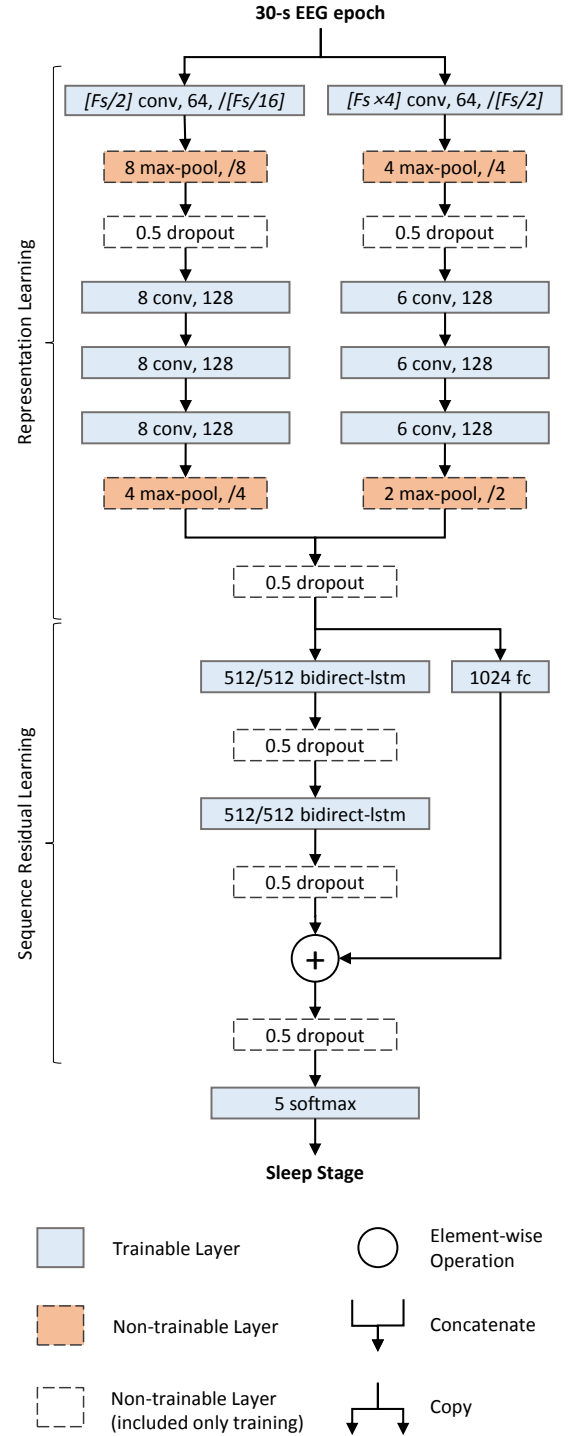 30-s EEG epoch
[Fs/2] conv, 64, /[Fs/16]
[Fs×4] conv, 64, /[Fs/2]
8 max-pool, /8
4 max-pool, /4
0.5 dropout
0.5 dropout
8 conv, 128
6 conv, 128
8 conv, 128
6 conv, 128
8 conv, 128
6 conv, 128
4 max-pool, /4
2 max-pool, /2
0.5 dropout
Representation Learning
512/512 bidirect-lstm
1024 fc
0.5 dropout
512/512 bidirect-lstm
0.5 dropout
+
0.5 dropout
Sequence Residual Learning
5 softmax
Sleep Stage
Trainable Layer
Element-wise
Operation
Non-trainable Layer
Concatenate
Non-trainable Layer
(included only training)
Copy